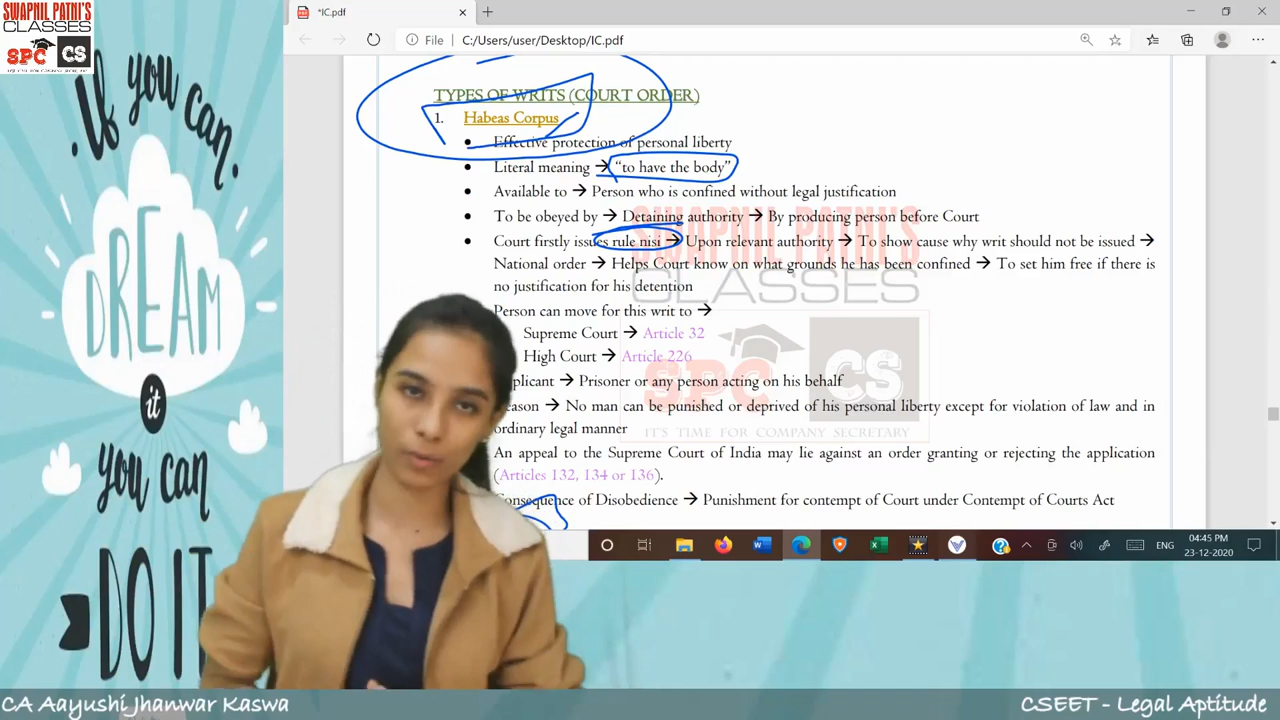 SWAPNIL PATNI'S
CLASSES
SPC CS
If you can
DREAM
it
you can
DO IT
*IC.pdf
File C:/Users/user/Desktop/IC.pdf
TYPES OF WRITS (COURT ORDER)
1. Habeas Corpus
• Effective protection of personal liberty
• Literal meaning → “to have the body”
• Available to → Person who is confined without legal justification
• To be obeyed by → Detaining authority → By producing person before Court
• Court firstly issues rule nisi → Upon relevant authority → To show cause why writ should not be issued →
National order → Helps Court know on what grounds he has been confined → To set him free if there is
no justification for his detention
Person can move for this writ to →
Supreme Court → Article 32
High Court → Article 226
plicant → Prisoner or any person acting on his behalf
eason → No man can be punished or deprived of his personal liberty except for violation of law and in
ordinary legal manner
An appeal to the Supreme Court of India may lie against an order granting or rejecting the application
(Articles 132, 134 or 136).
Consequence of Disobedience → Punishment for contempt of Court under Contempt of Courts Act
SWAPNIL PATNI'S
CLASSES
SPC CS
IT'S TIME FOR COMPANY SECRETARY
ENG
04:45 PM
23-12-2020
CA Aayushi Jhanwar Kaswa
CSEET - Legal Aptitude